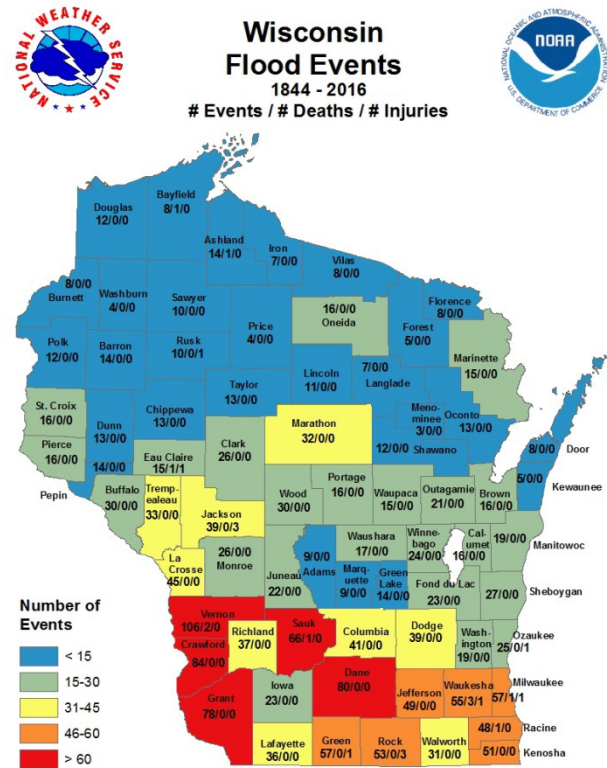 NATIONAL WEATHER SERVICE
Wisconsin
Flood Events
1844 - 2016
# Events / # Deaths / # Injuries
NATIONAL OCEANIC AND ATMOSPHERIC ADMINISTRATION
NOAA
U.S. DEPARTMENT OF COMMERCE
Douglas
12/0/0
Bayfield
8/1/0
Ashland
14/1/0
Iron
7/0/0
Vilas
8/0/0
8/0/0
Burnett
Washburn
4/0/0
Sawyer
10/0/0
Price
4/0/0
16/0/0
Oneida
Forest
5/0/0
Florence
8/0/0
Marinette
15/0/0
Polk
12/0/0
Barron
14/0/0
Rusk
10/0/1
Taylor
13/0/0
Lincoln
11/0/0
7/0/0
Langlade
Meno-
minee
3/0/0
Oconto
13/0/0
12/0/0
Shawano
8/0/0
Door
5/0/0
Kewaunee
St. Croix
16/0/0
Pierce
16/0/0
Dunn
13/0/0
14/0/0
Pepin
Chippewa
13/0/0
Eau Claire
15/1/1
Clark
26/0/0
Marathon
32/0/0
Buffalo
30/0/0
Tremp-
ealeau
33/0/0
Jackson
39/0/3
Wood
30/0/0
Portage
16/0/0
Waupaca
15/0/0
Outagamie
21/0/0
Brown
16/0/0
La
Crosse
45/0/0
26/0/0
Monroe
Juneau
22/0/0
9/0/0
Adams
Waushara
17/0/0
Winne-
bago
24/0/0
Cal-
umet
16/0/0
19/0/0
Manitowoc
Marq-
uette
9/0/0
Green
Lake
14/0/0
Fond du Lac
23/0/0
27/0/0
Sheboygan
Vernon
106/2/0
Crawford
84/0/0
Richland
37/0/0
Sauk
66/1/0
Columbia
41/0/0
Dodge
39/0/0
Wash-
ington
19/0/0
Ozaukee
25/0/1
Grant
78/0/0
Iowa
23/0/0
Dane
80/0/0
Jefferson
49/0/0
Waukesha
55/3/1
Milwaukee
57/1/1
Lafayette
36/0/0
Green
57/0/1
Rock
53/0/3
Walworth
31/0/0
48/1/0
Racine
51/0/0
Kenosha
Number of
Events
< 15
15-30
31-45
46-60
> 60